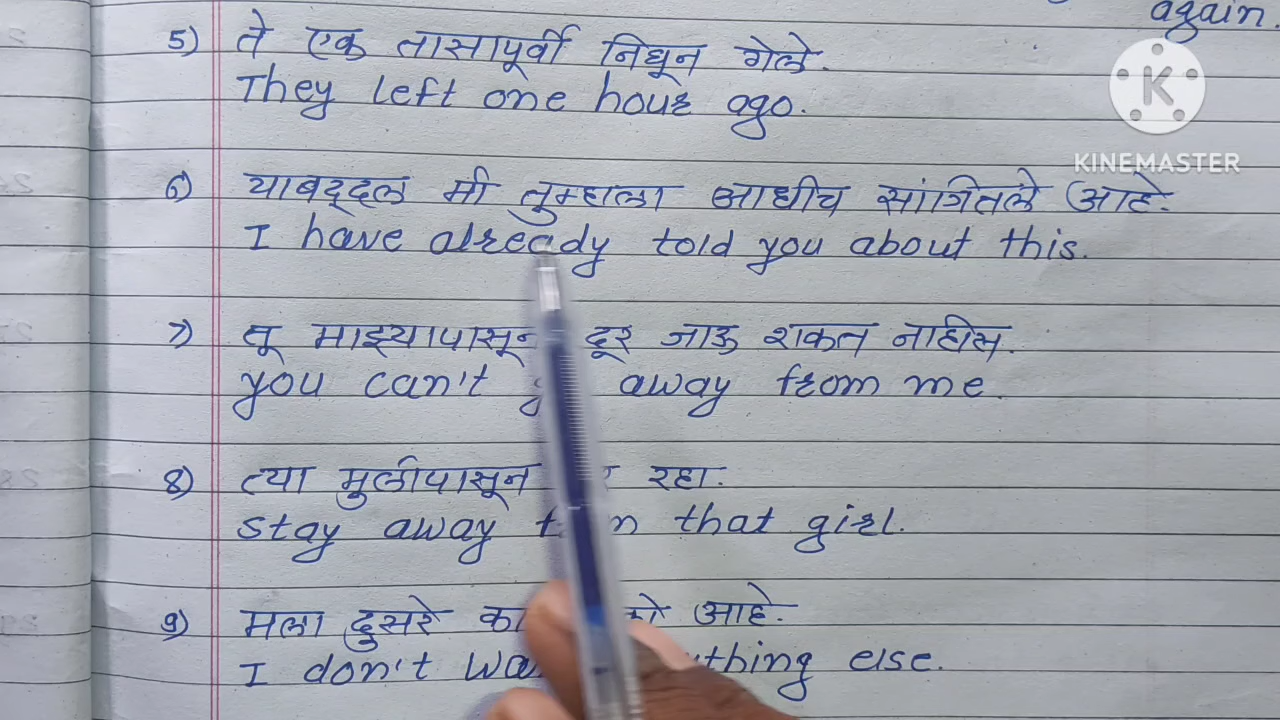 again.
5) ते एक तासापूर्वी निघून गेले.
They left one hour ago.
KINEMASTER
6) याबद्दल मी तुम्हाला आधीच सांगितले आहे.
I have already told you about this.
7) तू माझ्यापासून दूर जाऊ शकत नाहीस.
you can't away from me.
8) त्या मुलीपासून रहा.
stay away that girl.
9) मला दुसरे आहे.
I don't else.